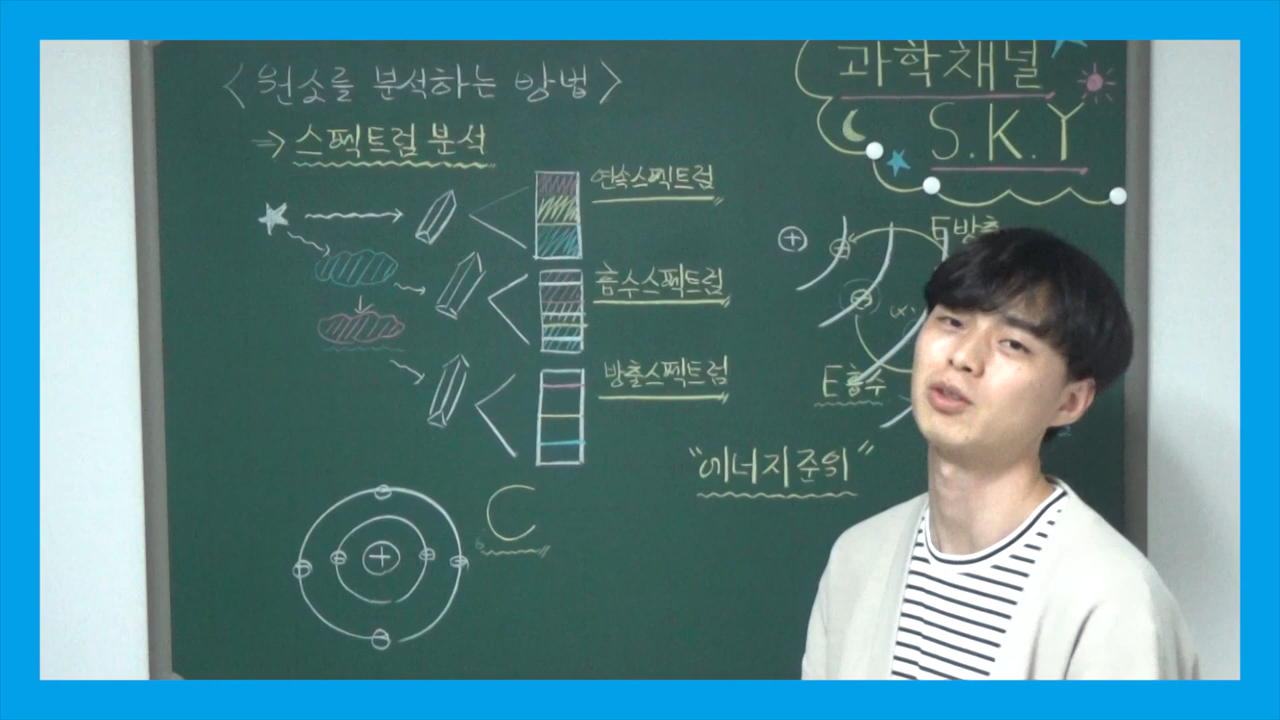 <원소를 분석하는 방법>
⇒ 스펙트럼 분석
연속스펙트럼
흡수스펙트럼
방출스펙트럼
C
6
과학채널
S.K.Y
+
E방출
E흡수
"에너지준위"
+